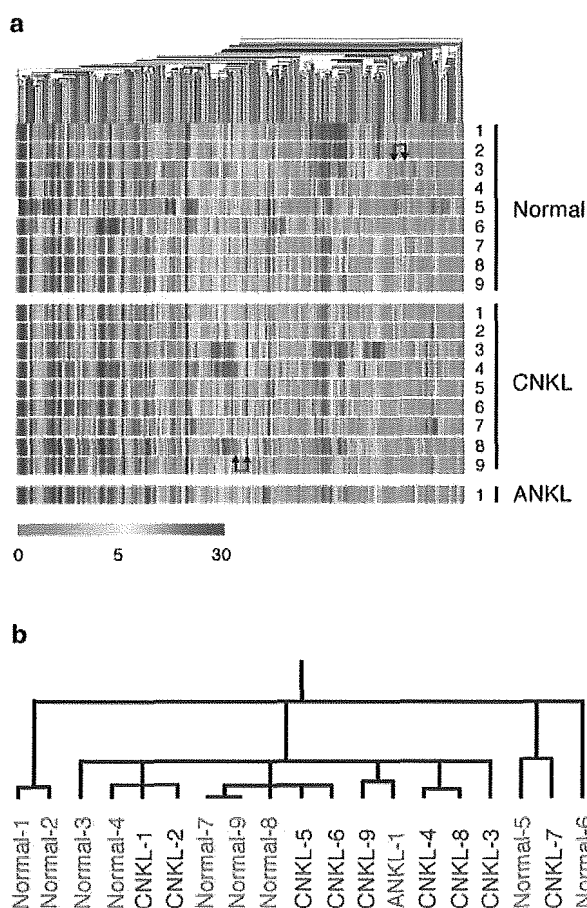 a
1
2
3
4
5
6
7
8
9
Normal
1
2
3
4
5
6
7
8
9
CNKL
1
ANKL
0 5 30
b
Normal-1
Normal-2
Normal-3
Normal-4
CNKL-1
CNKL-2
Normal-7
Normal-9
Normal-8
CNKL-5
CNKL-6
CNKL-9
ANKL-1
CNKL-4
CNKL-8
CNKL-3
Normal-5
CNKL-7
Normal-6